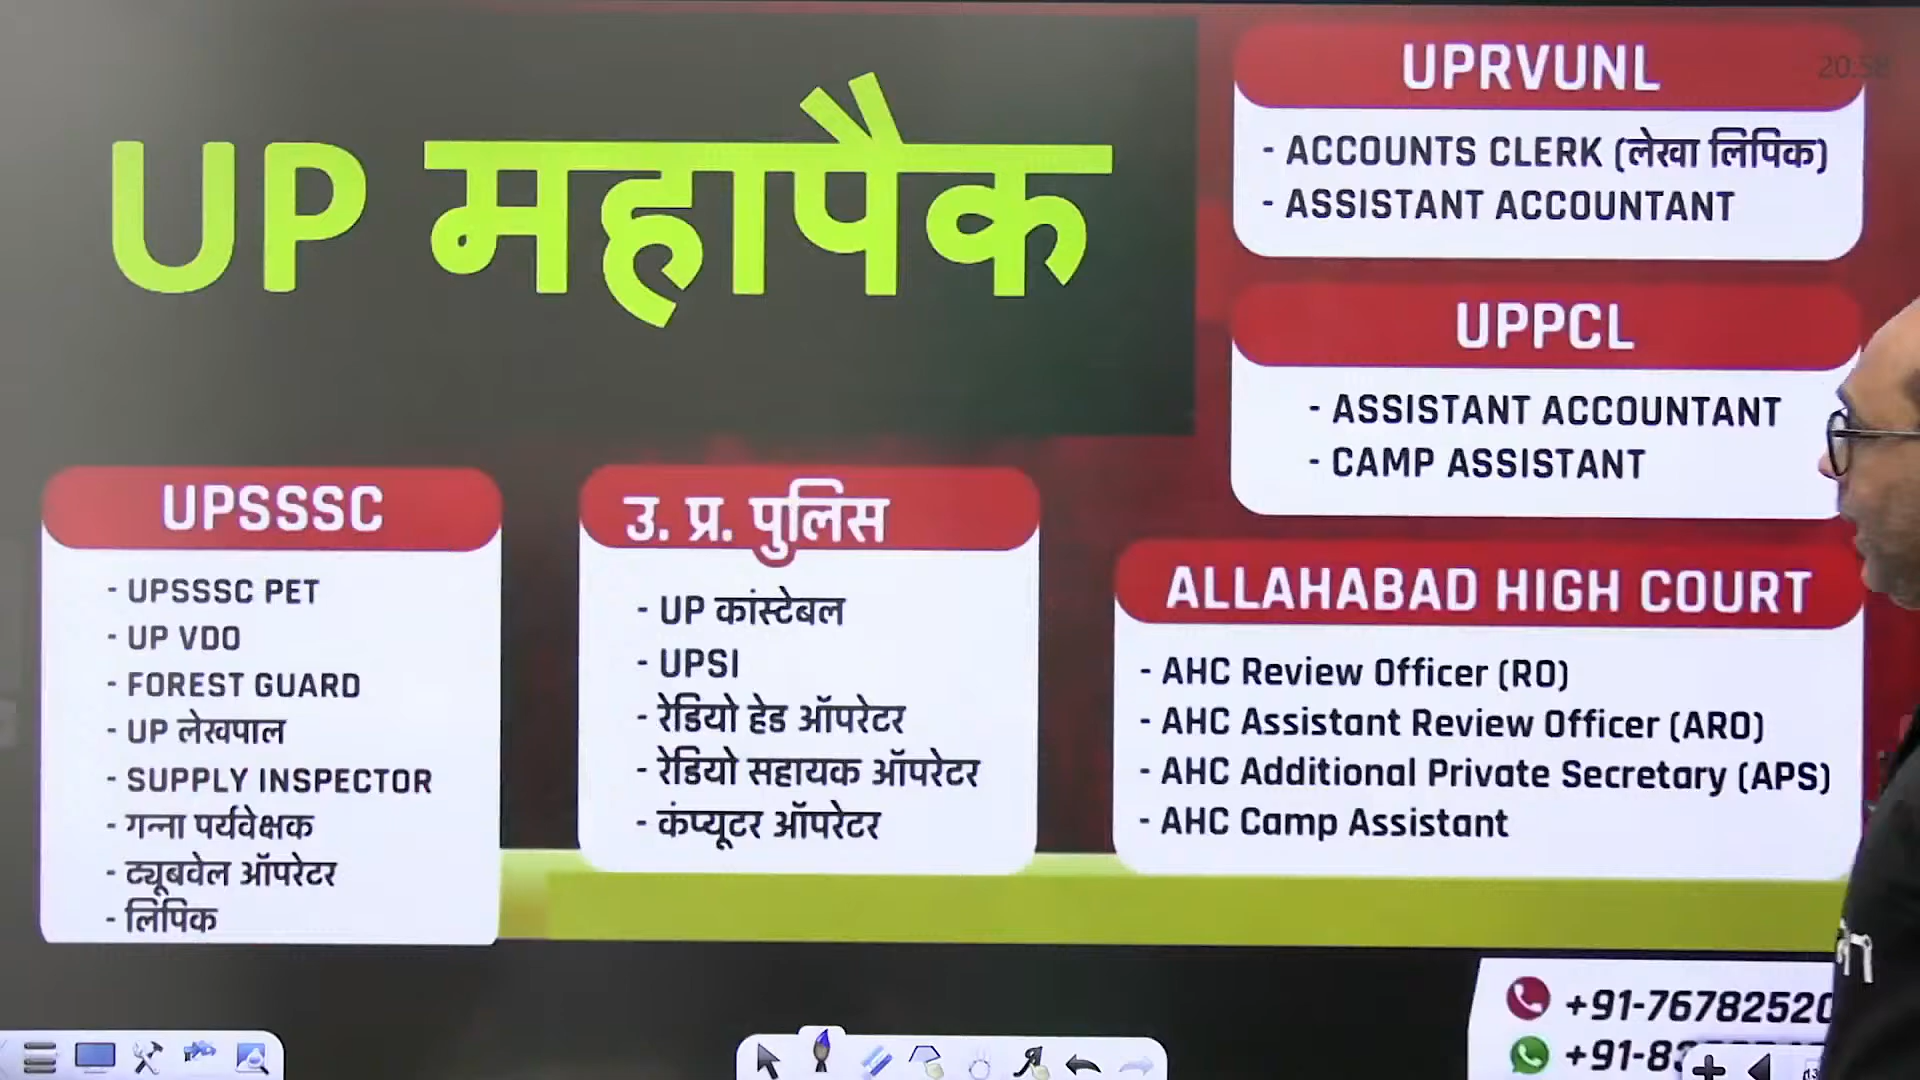 UP महापैक
UPRVUNL
- ACCOUNTS CLERK (लेखा लिपिक)
- ASSISTANT ACCOUNTANT
UPPCL
- ASSISTANT ACCOUNTANT
- CAMP ASSISTANT
UPSSSC
- UPSSSC PET
- UP VDO
- FOREST GUARD
- UP लेखपाल
- SUPPLY INSPECTOR
- गन्ना पर्यवेक्षक
- ट्यूबवेल ऑपरेटर
- लिपिक
उ. प्र. पुलिस
- UP कांस्टेबल
- UPSI
- रेडियो हेड ऑपरेटर
- रेडियो सहायक ऑपरेटर
- कंप्यूटर ऑपरेटर
ALLAHABAD HIGH COURT
- AHC Review Officer (RO)
- AHC Assistant Review Officer (ARO)
- AHC Additional Private Secretary (APS)
- AHC Camp Assistant
+91-76782520